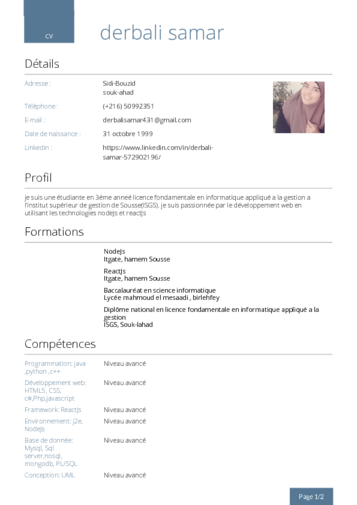 CV
derbali samar
Détails
Adresse :
Sidi-Bouzid
souk-ahad
Téléphone :
(+216) 50992351
E-mail :
derbalisamar431@gmail.com
Date de naissance :
31 octobre 1999
Linkedin :
https://www.linkedin.com/in/derbali-
samar-572902196/
Profil
je suis une étudiante en 3ème anneé licence fondamentale en informatique appliqué a la gestion a
l'institut supérieur de gestion de Sousse(ISGS). je suis passionnée par le développement web en
utilisant les technologies nodeJs et reactJs
Formations
NodeJs
Itgate, hamem Sousse
ReactJs
Itgate, hamem Sousse
Baccalauréat en science informatique
Lycée mahmoud el mesaadi , birlehfey
Diplôme national en licence fondamentale en informatique appliqué a la
gestion
ISGS, Souk-lahad
Compétences
Programmation: java
,python ,c++
Niveau avancé
Développement web:
HTML5, CSS,
c#,Php,javascript
Niveau avancé
Framework: ReactJs
Niveau avancé
Environnement: J2e,
NodeJs
Niveau avancé
Base de donnée:
Mysql, Sql
server,nosql,
mongodb, PL/SQL
Niveau avancé
Conception: UML
Niveau avancé
Page 1/2